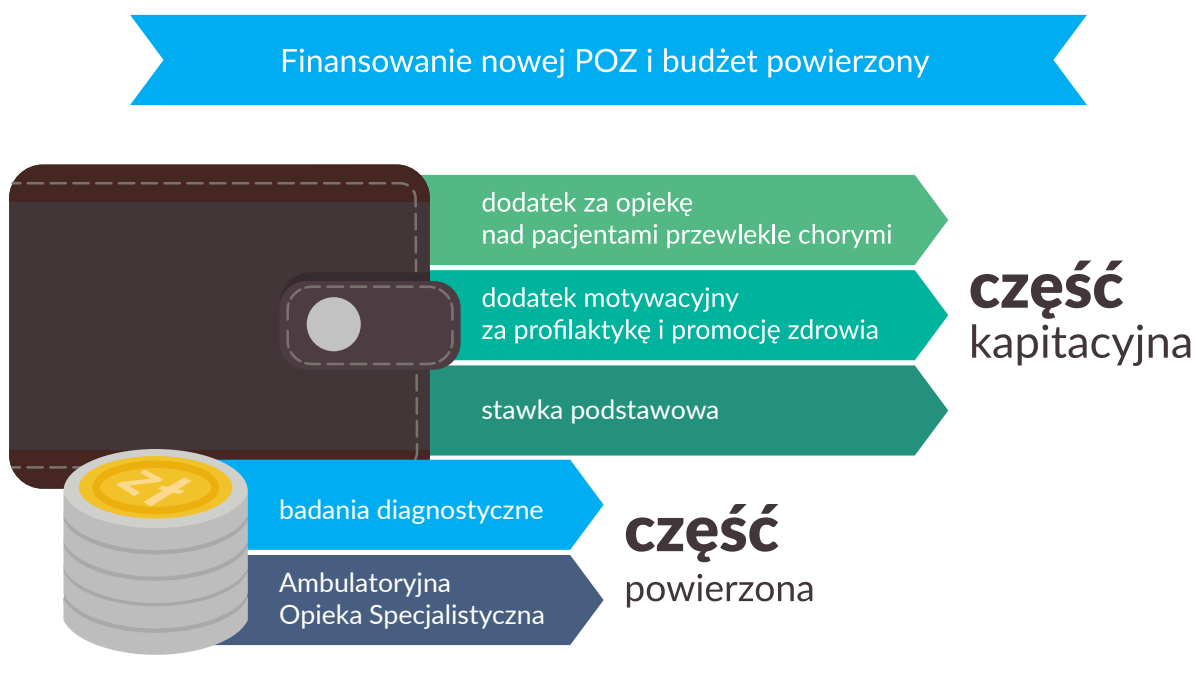 Finansowanie nowej POZ i budżet powierzony
dodatek za opiekę
nad pacjentami przewlekle chorymi
dodatek motywacyjny
za profilaktykę i promocję zdrowia
stawka podstawowa
część
kapitacyjna
badania diagnostyczne
Ambulatoryjna
Opieka Specjalistyczna
część
powierzona
zł